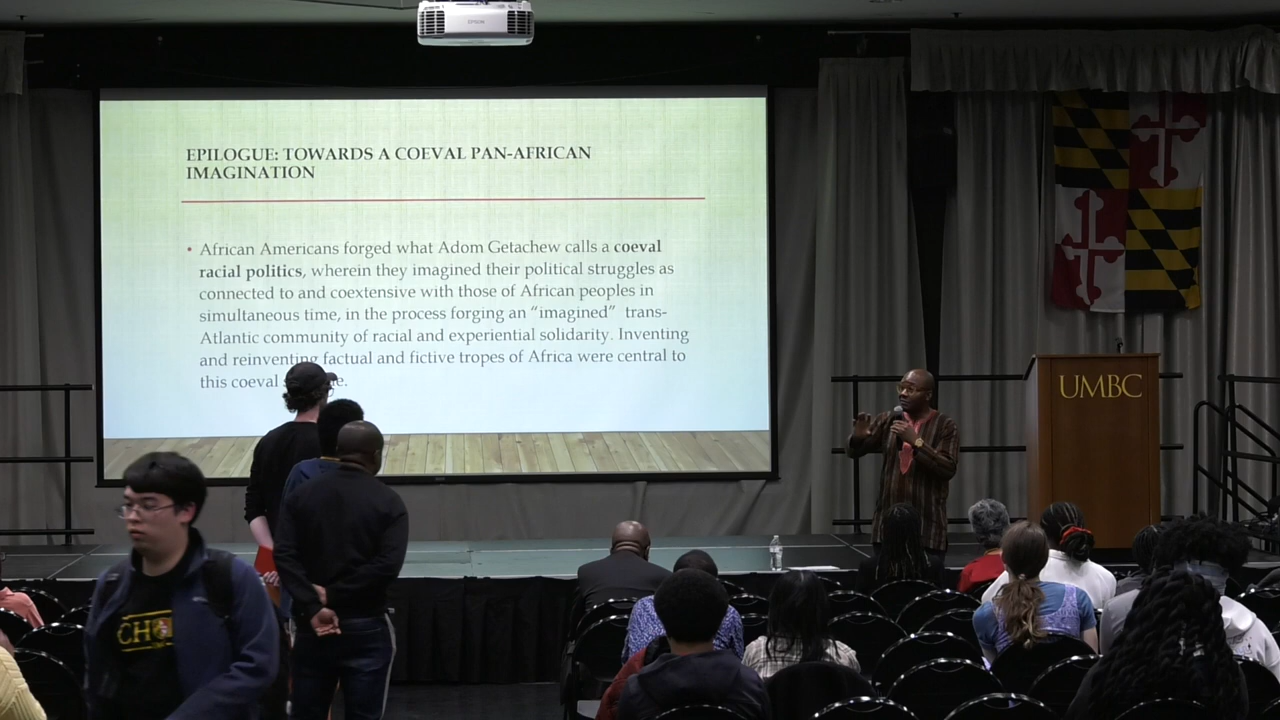 EPSON
EPILOGUE: TOWARDS A COEVAL PAN-AFRICAN
IMAGINATION
• African Americans forged what Adom Getachew calls a coeval
racial politics, wherein they imagined their political struggles as
connected to and coextensive with those of African peoples in
simultaneous time, in the process forging an “imagined” trans-
Atlantic community of racial and experiential solidarity. Inventing
and reinventing factual and fictive tropes of Africa were central to
this coeval
UMBC